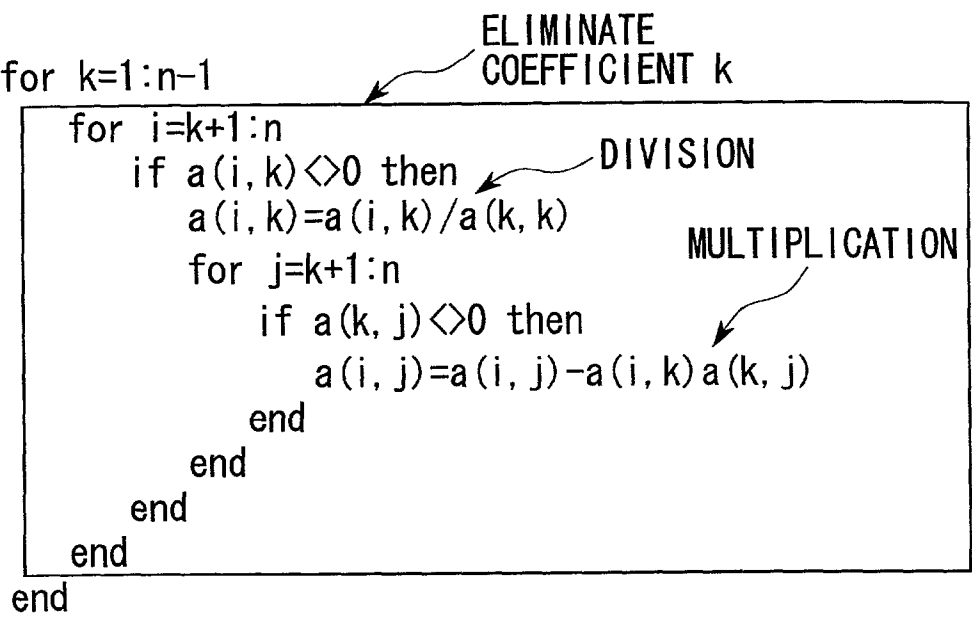 ELIMINATE
COEFFICIENT k
for k=1:n-1
for i=k+1:n
if a(i,k)<>0 then
DIVISION
a(i,k)=a(i,k)/a(k,k)
for j=k+1:n
MULTIPLICATION
if a(k,j)<>0 then
a(i,j)=a(i,j)-a(i,k)a(k,j)
end
end
end
end
end